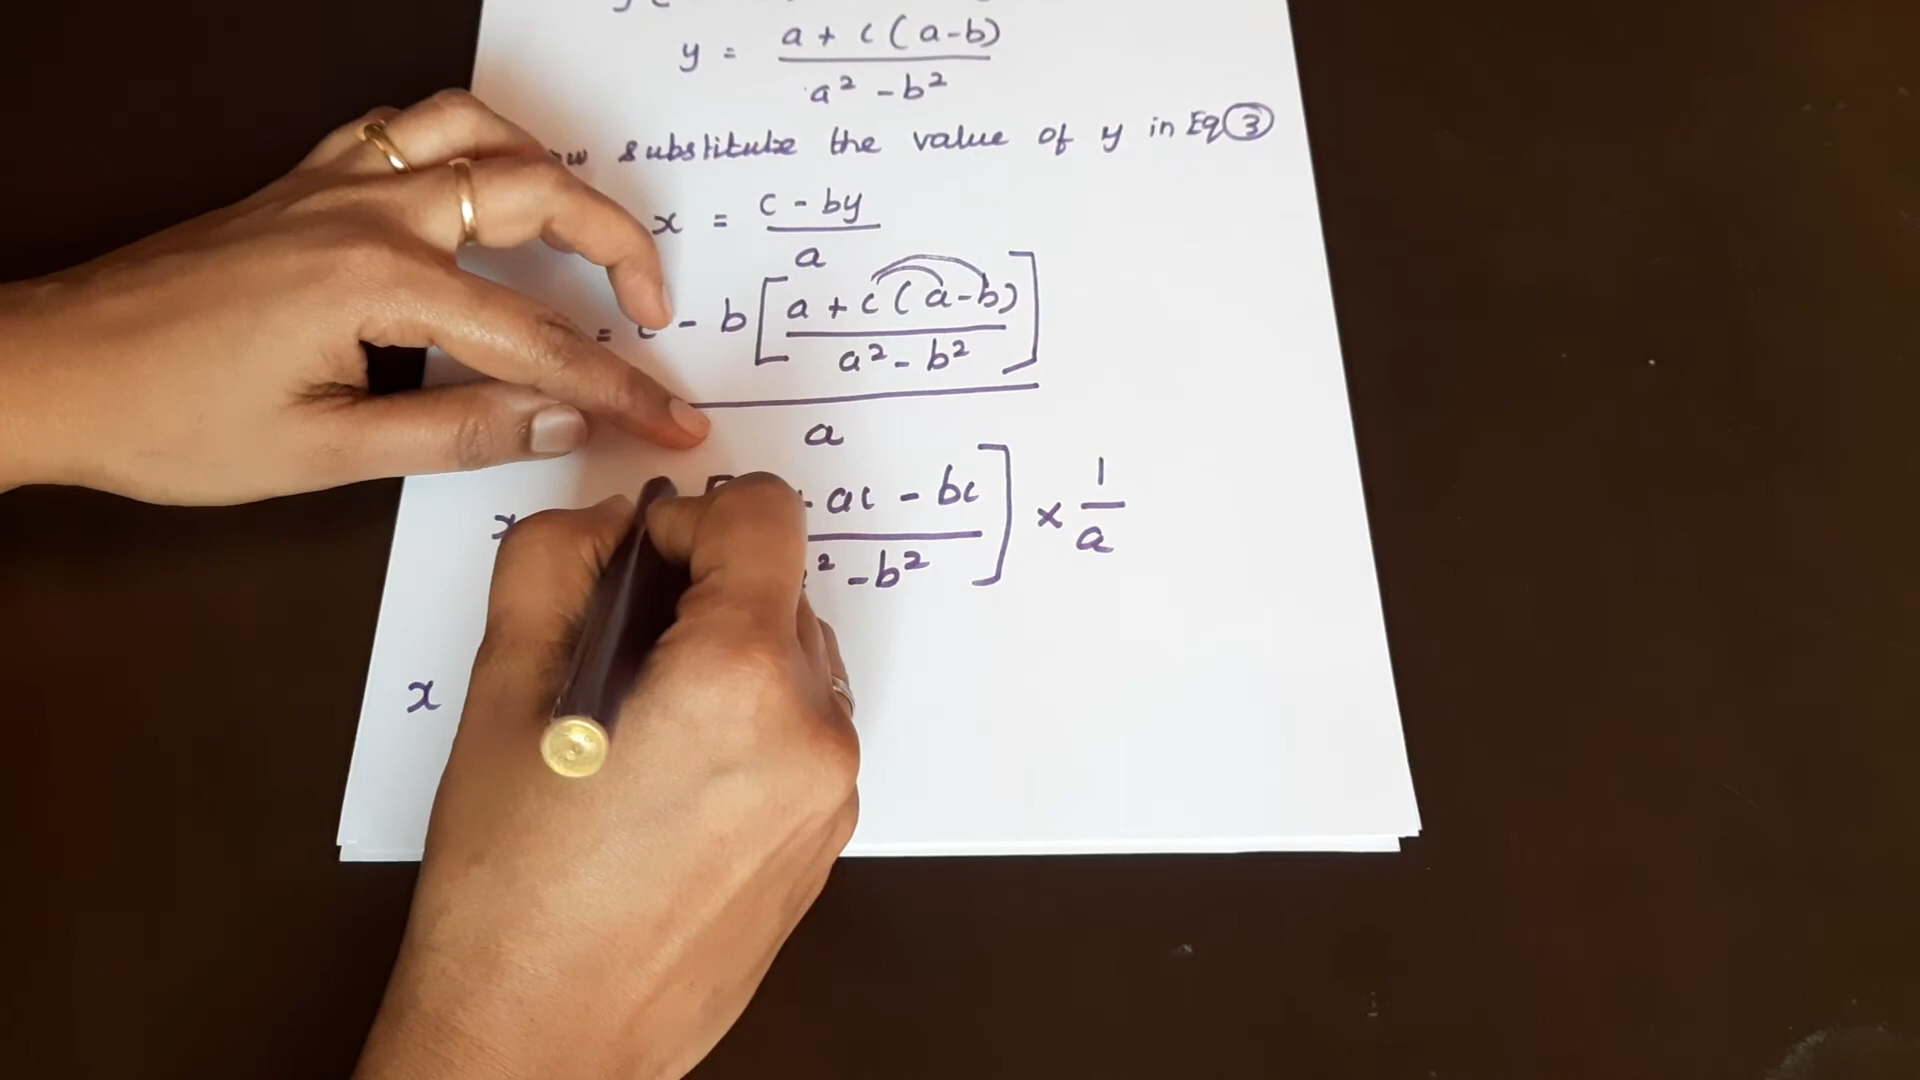 y = a + c (a-b) / a² - b²
substitute the value of y in Eq ③
x = c - by / a
= c - b [ a + c (a-b) / a² - b² ] / a
x + ac - bc / ² - b² ] × 1 / a
x